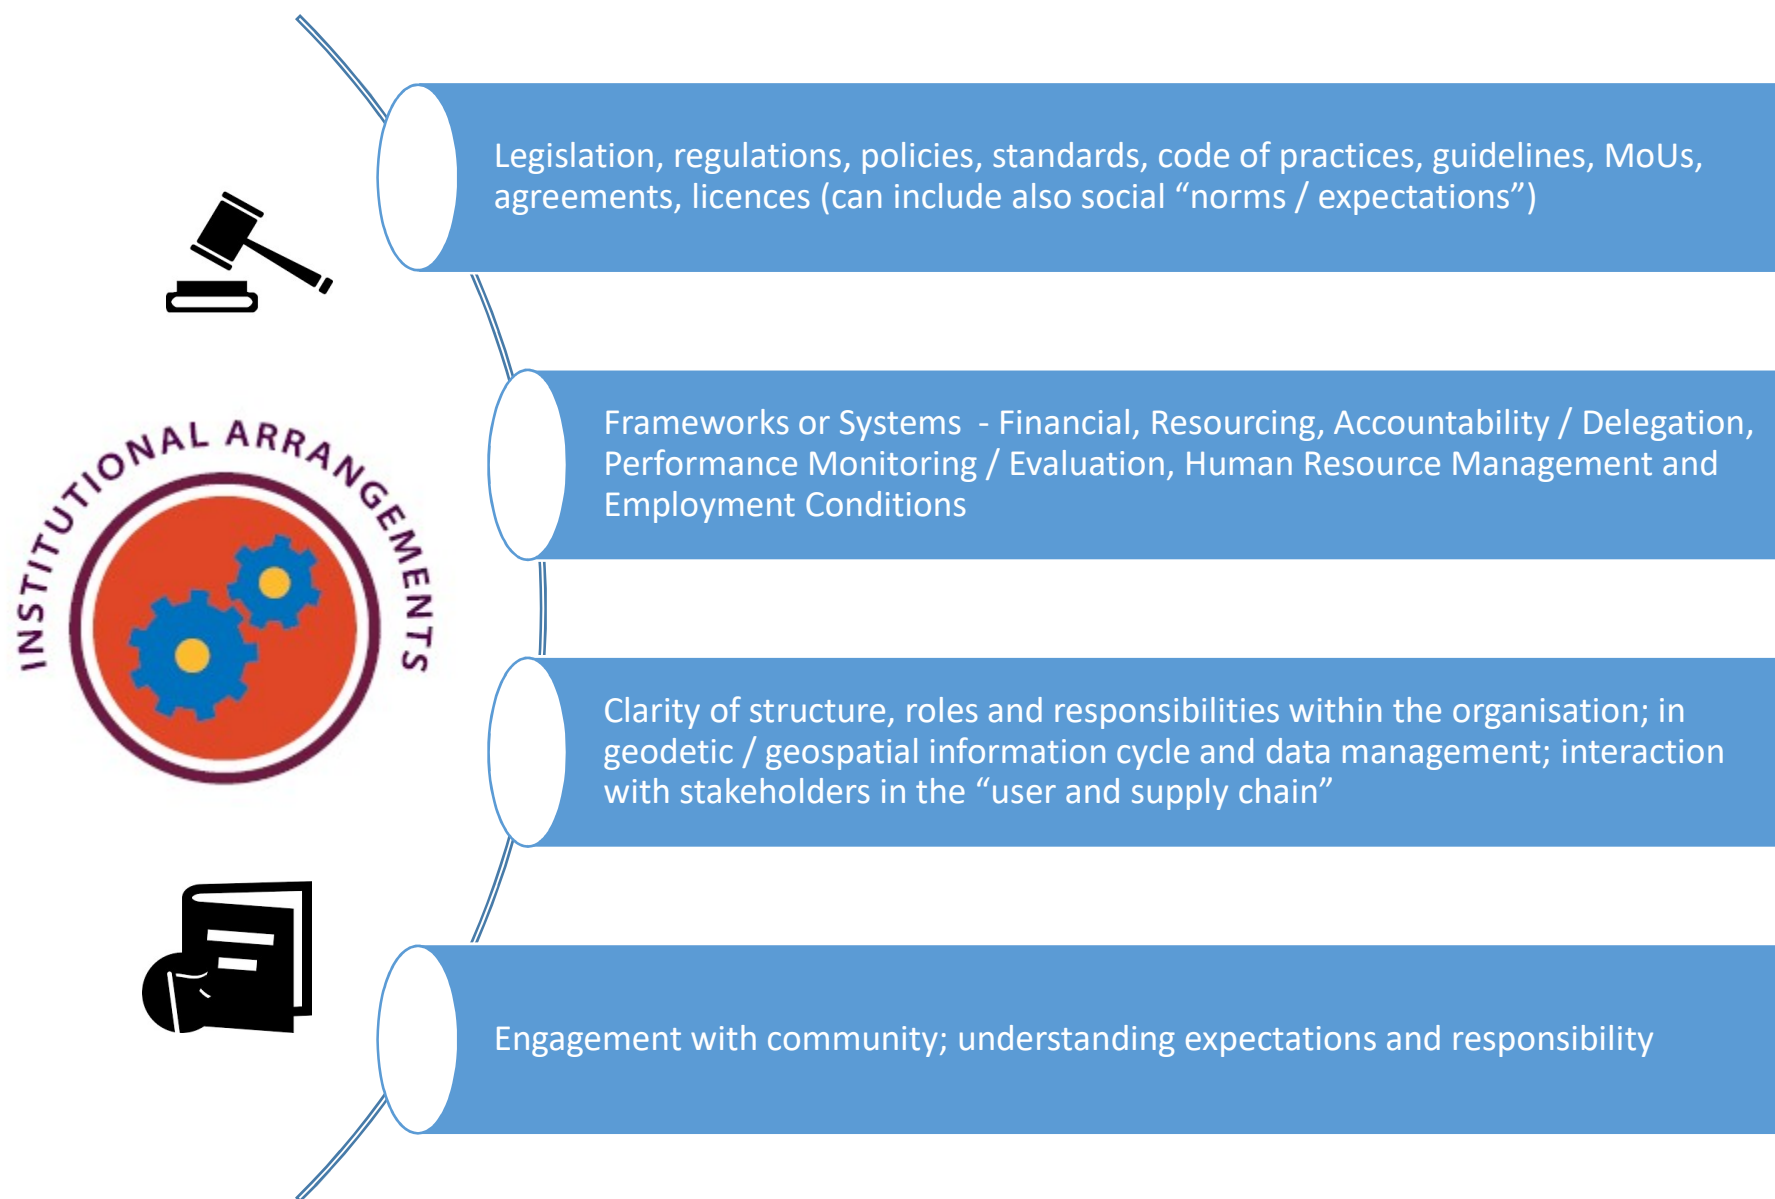 INSTITUTIONAL ARRANGEMENTS
Legislation, regulations, policies, standards, code of practices, guidelines, MoUs,
agreements, licences (can include also social “norms / expectations”)
Frameworks or Systems  - Financial, Resourcing, Accountability / Delegation,
Performance Monitoring / Evaluation, Human Resource Management and
Employment Conditions
Clarity of structure, roles and responsibilities within the organisation; in
geodetic / geospatial information cycle and data management; interaction
with stakeholders in the “user and supply chain”
Engagement with community; understanding expectations and responsibility